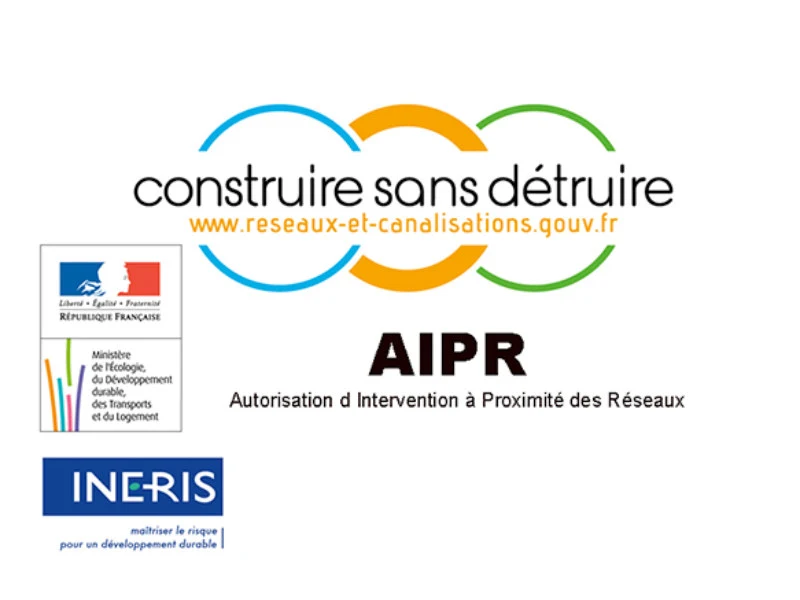 construire sans détruire
www.reseaux-et-canalisations.gouv.fr
Liberté • Égalité • Fraternité
RÉPUBLIQUE FRANÇAISE
Ministère
de l'Écologie,
du Développement
durable,
des Transports
et du Logement
AIPR
Autorisation d Intervention à Proximité des Réseaux
INERIS
maîtriser le risque
pour un développement durable